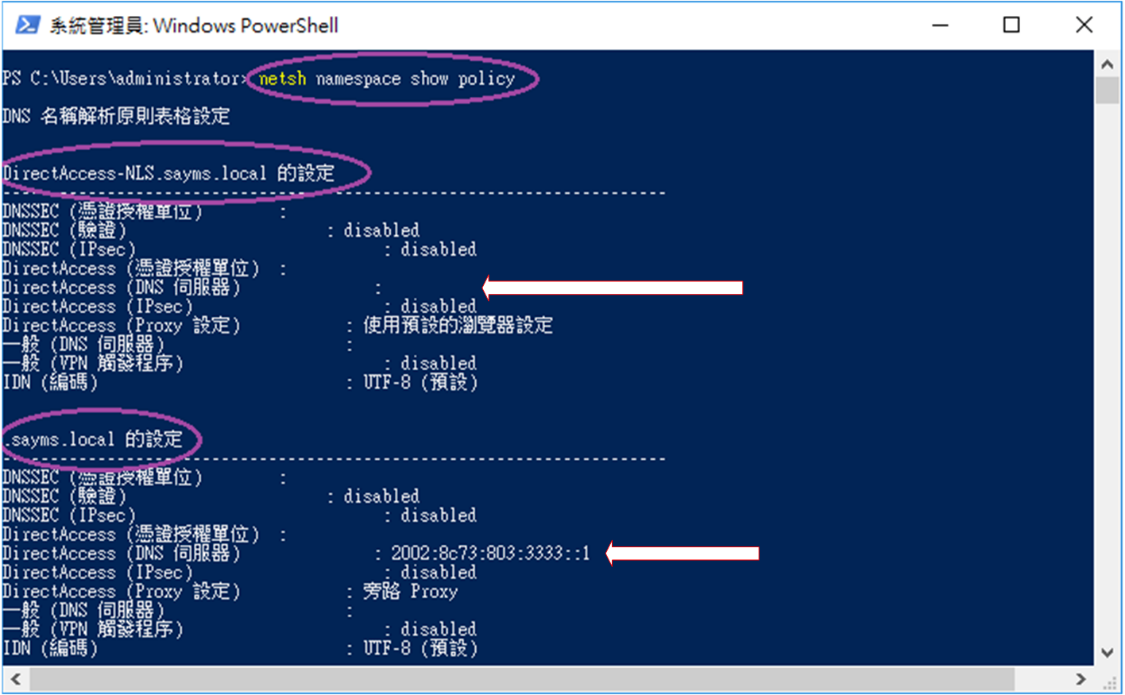 系統管理員: Windows PowerShell
PS C:\Users\administrator> netsh namespace show policy
DNS 名稱解析原則表格設定
DirectAccess-NLS.sayms.local 的設定
----------------------------------------------------------------------
DNSSEC (憑證授權單位) :
DNSSEC (驗證) : disabled
DNSSEC (IPsec) : disabled
DirectAccess (憑證授權單位) :
DirectAccess (DNS 伺服器) :
DirectAccess (IPsec) : disabled
DirectAccess (Proxy 設定) : 使用預設的瀏覽器設定
一般 (DNS 伺服器) :
一般 (VPN 觸發程序) : disabled
IDN (編碼) : UTF-8 (預設)
.sayms.local 的設定
----------------------------------------------------------------------
DNSSEC (憑證授權單位) :
DNSSEC (驗證) : disabled
DNSSEC (IPsec) : disabled
DirectAccess (憑證授權單位) :
DirectAccess (DNS 伺服器) : 2002:8c73:803:3333::1
DirectAccess (IPsec) : disabled
DirectAccess (Proxy 設定) : 旁路 Proxy
一般 (DNS 伺服器) :
一般 (VPN 觸發程序) : disabled
IDN (編碼) : UTF-8 (預設)